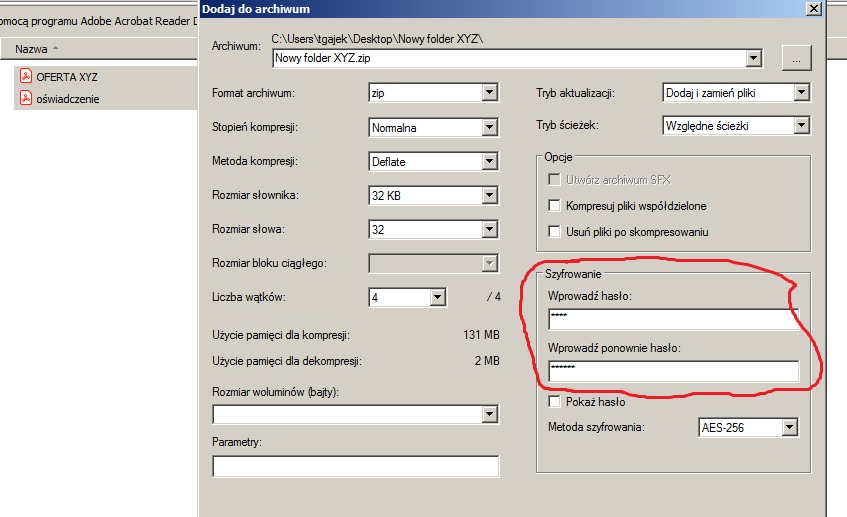 Dodaj do archiwum
omocą programu Adobe Acrobat Reader D
Nazwa
OFERTA XYZ
oświadczenie
Archiwum:
C:\Users\tgajek\Desktop\Nowy folder XYZ\
Nowy folder XYZ.zip
...
Format archiwum:
zip
Stopień kompresji:
Normalna
Metoda kompresji:
Deflate
Rozmiar słownika:
32 KB
Rozmiar słowa:
32
Rozmiar bloku ciągłego:
Liczba wątków:
4
/ 4
Użycie pamięci dla kompresji:
131 MB
Użycie pamięci dla dekompresji:
2 MB
Rozmiar woluminów (bajty):
Parametry:
Tryb aktualizacji:
Dodaj i zamień pliki
Tryb ścieżek:
Względne ścieżki
Opcje
Utwórz archiwum SFX
Kompresuj pliki współdzielone
Usuń pliki po skompresowaniu
Szyfrowanie
Wprowadź hasło:
****
Wprowadź ponownie hasło:
******
Pokaż hasło
Metoda szyfrowania:
AES-256